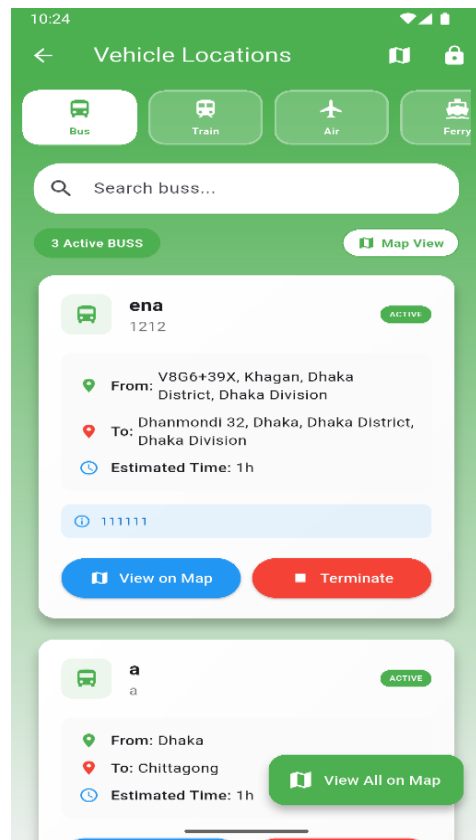 10:24
Vehicle Locations
Bus
Train
Air
Ferry
Search buss...
3 Active BUSS
Map View
ena
ACTIVE
1212
From: V8G6+39X, Khagan, Dhaka
District, Dhaka Division
To: Dhanmondi 32, Dhaka, Dhaka District,
Dhaka Division
Estimated Time: 1h
111111
View on Map
Terminate
a
ACTIVE
a
From: Dhaka
To: Chittagong
Estimated Time: 1h
View All on Map